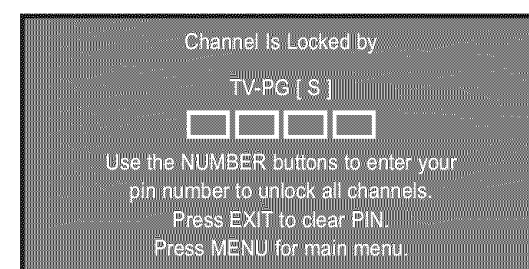 Channel Is Locked by
TV-PG [ S ]
Use the NUMBER buttons to enter your
pin number to unlock all channels.
Press EXIT to clear PIN.
Press MENU for main menu.